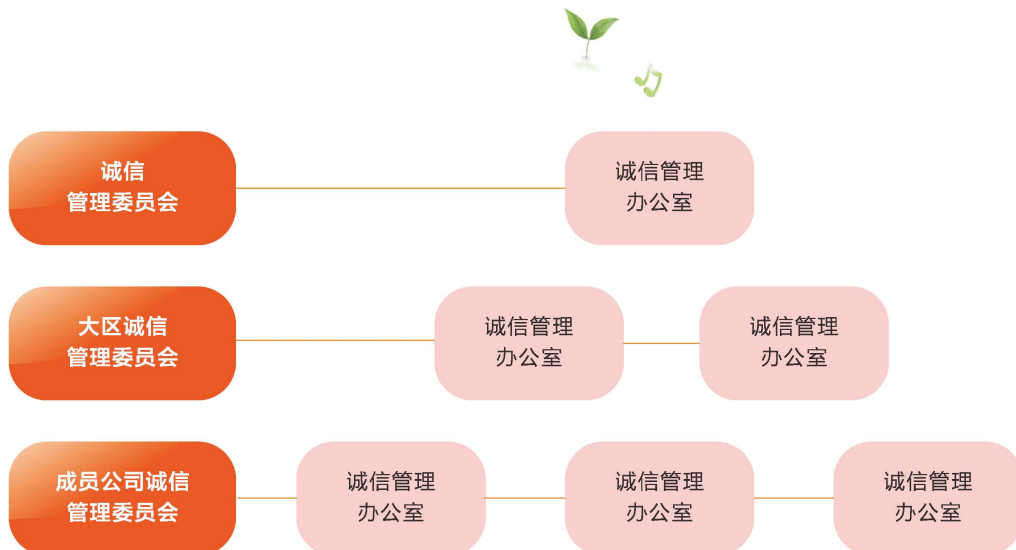 诚信
管理委员会
诚信管理
办公室
大区诚信
管理委员会
诚信管理
办公室
诚信管理
办公室
成员公司诚信
管理委员会
诚信管理
办公室
诚信管理
办公室
诚信管理
办公室